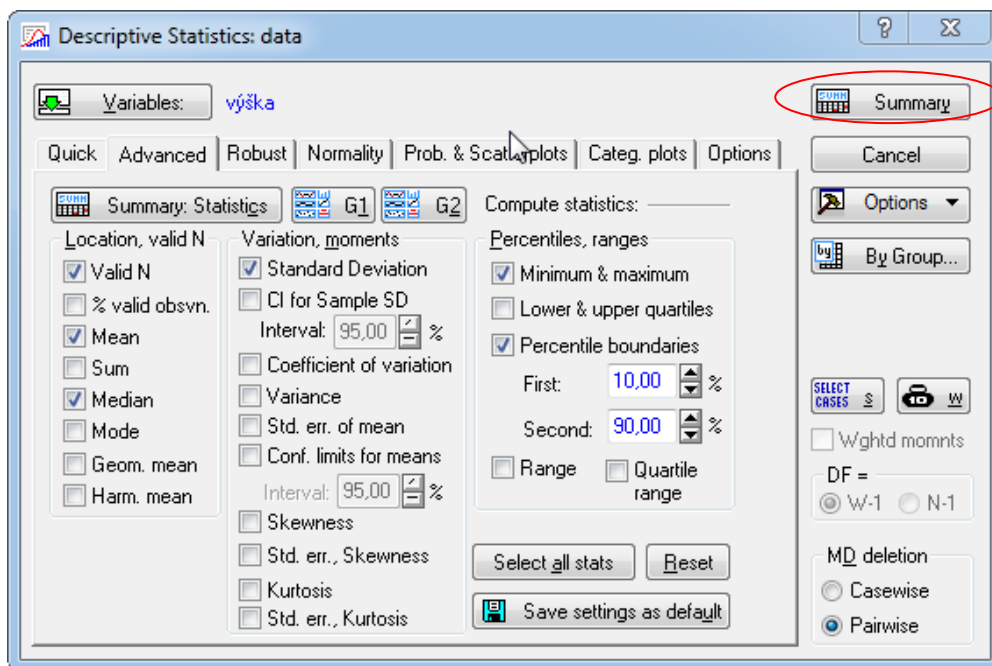 Descriptive Statistics: data
?
Variables: výška
SUMM Summary
Quick Advanced Robust Normality Prob. & Scatterplots Categ. plots Options
Cancel
SUMM Summary: Statistics G1 G2 Compute statistics:
Options
by By Group...
Location, valid N
Valid N
% valid obsvn.
Mean
Sum
Median
Mode
Geom. mean
Harm. mean
Variation, moments
Standard Deviation
CI for Sample SD
Interval: 95,00 %
Coefficient of variation
Variance
Std. err. of mean
Conf. limits for means
Interval: 95,00 %
Skewness
Std. err., Skewness
Kurtosis
Std. err., Kurtosis
Percentiles, ranges
Minimum & maximum
Lower & upper quartiles
Percentile boundaries
First: 10,00 %
Second: 90,00 %
Range Quartile
range
Select all stats Reset
Save settings as default
SELECT
CASES S W
Wghtd momnts
DF =
W-1 N-1
MD deletion
Casewise
Pairwise